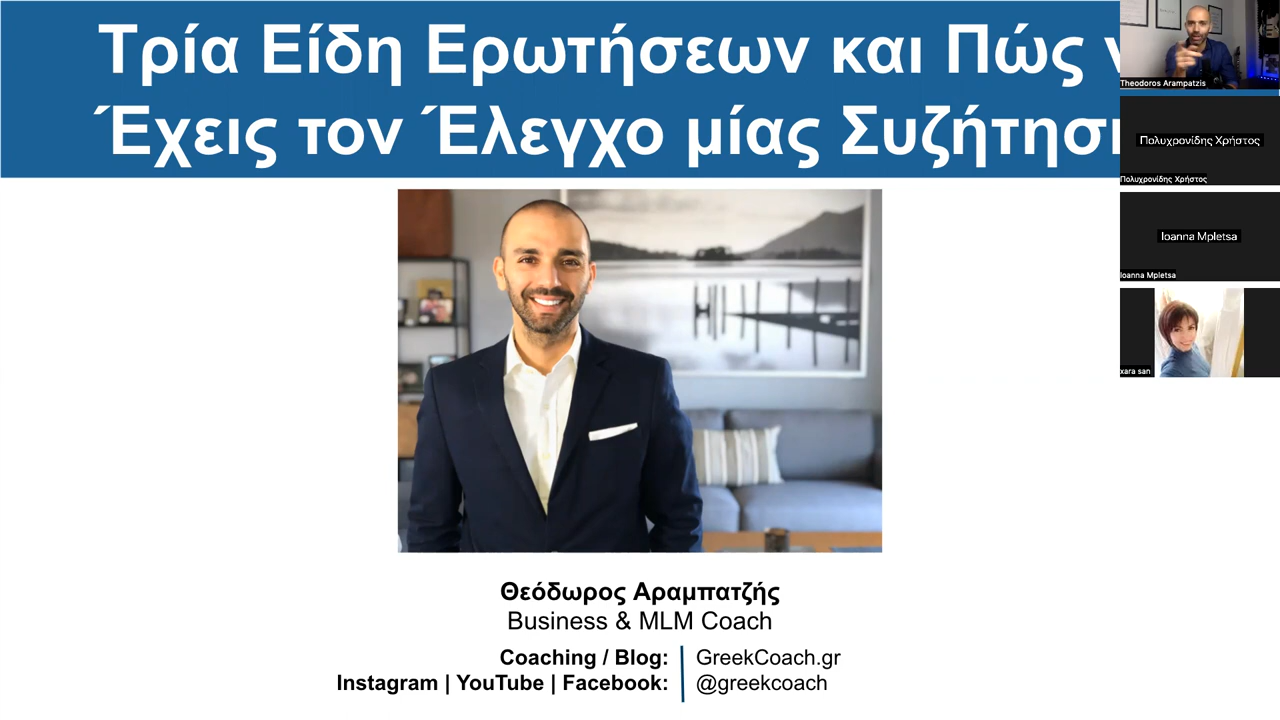 Τρία Είδη Ερωτήσεων και Πώς ν
Έχεις τον Έλεγχο μίας Συζήτηση
Theodoros Arampatzis
Πολυχρονίδης Χρήστος
Πολυχρονίδης Χρήστος
Ioanna Mpletsa
Ioanna Mpletsa
xara san
Θεόδωρος Αραμπατζής
Business & MLM Coach
Coaching / Blog: GreekCoach.gr
Instagram | YouTube | Facebook: @greekcoach